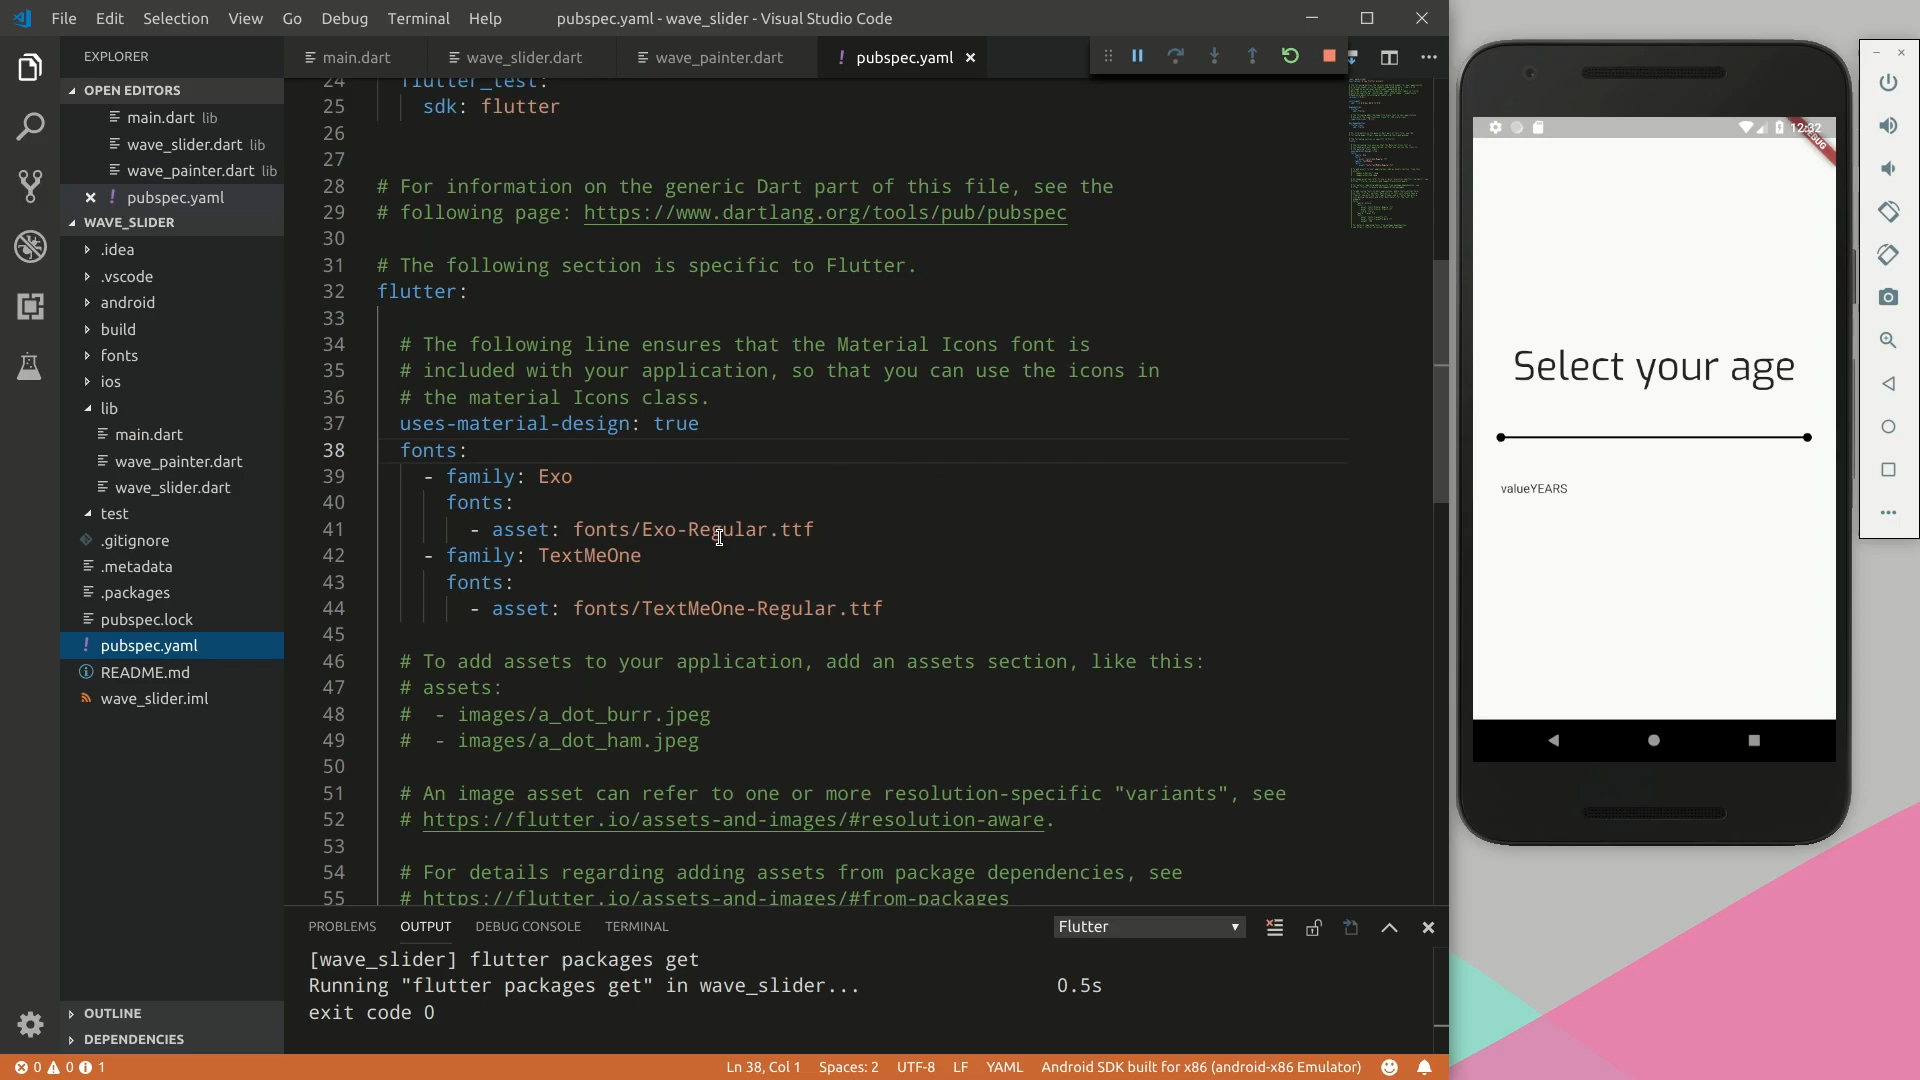 File Edit Selection View Go Debug Terminal Help
pubspec.yaml - wave_slider - Visual Studio Code
EXPLORER
OPEN EDITORS
main.dart lib
wave_slider.dart lib
wave_painter.dart lib
pubspec.yaml
WAVE_SLIDER
.idea
.vscode
android
build
fonts
ios
lib
main.dart
wave_painter.dart
wave_slider.dart
test
.gitignore
.metadata
.packages
pubspec.lock
pubspec.yaml
README.md
wave_slider.iml
OUTLINE
DEPENDENCIES
main.dart wave_slider.dart wave_painter.dart pubspec.yaml
24 flutter_test:
25 sdk: flutter
26
27
28 # For information on the generic Dart part of this file, see the
29 # following page: https://www.dartlang.org/tools/pub/pubspec
30
31 # The following section is specific to Flutter.
32 flutter:
33
34 # The following line ensures that the Material Icons font is
35 # included with your application, so that you can use the icons in
36 # the material Icons class.
37 uses-material-design: true
38 fonts:
39 - family: Exo
40 fonts:
41 - asset: fonts/Exo-Regular.ttf
42 - family: TextMeOne
43 fonts:
44 - asset: fonts/TextMeOne-Regular.ttf
45
46 # To add assets to your application, add an assets section, like this:
47 # assets:
48 # - images/a_dot_burr.jpeg
49 # - images/a_dot_ham.jpeg
50
51 # An image asset can refer to one or more resolution-specific "variants", see
52 # https://flutter.io/assets-and-images/#resolution-aware.
53
54 # For details regarding adding assets from package dependencies, see
55 # https://flutter.io/assets-and-images/#from-packages
PROBLEMS OUTPUT DEBUG CONSOLE TERMINAL
Flutter
[wave_slider] flutter packages get
Running "flutter packages get" in wave_slider... 0.5s
exit code 0
0 0 1
Ln 38, Col 1 Spaces: 2 UTF-8 LF YAML Android SDK built for x86 (android-x86 Emulator)
12:32
DEBUG
Select your age
valueYEARS